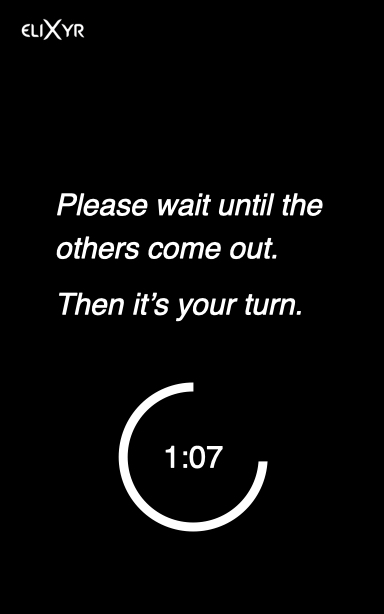 ELIXYR
Please wait until the
others come out.
Then it’s your turn.
1:07